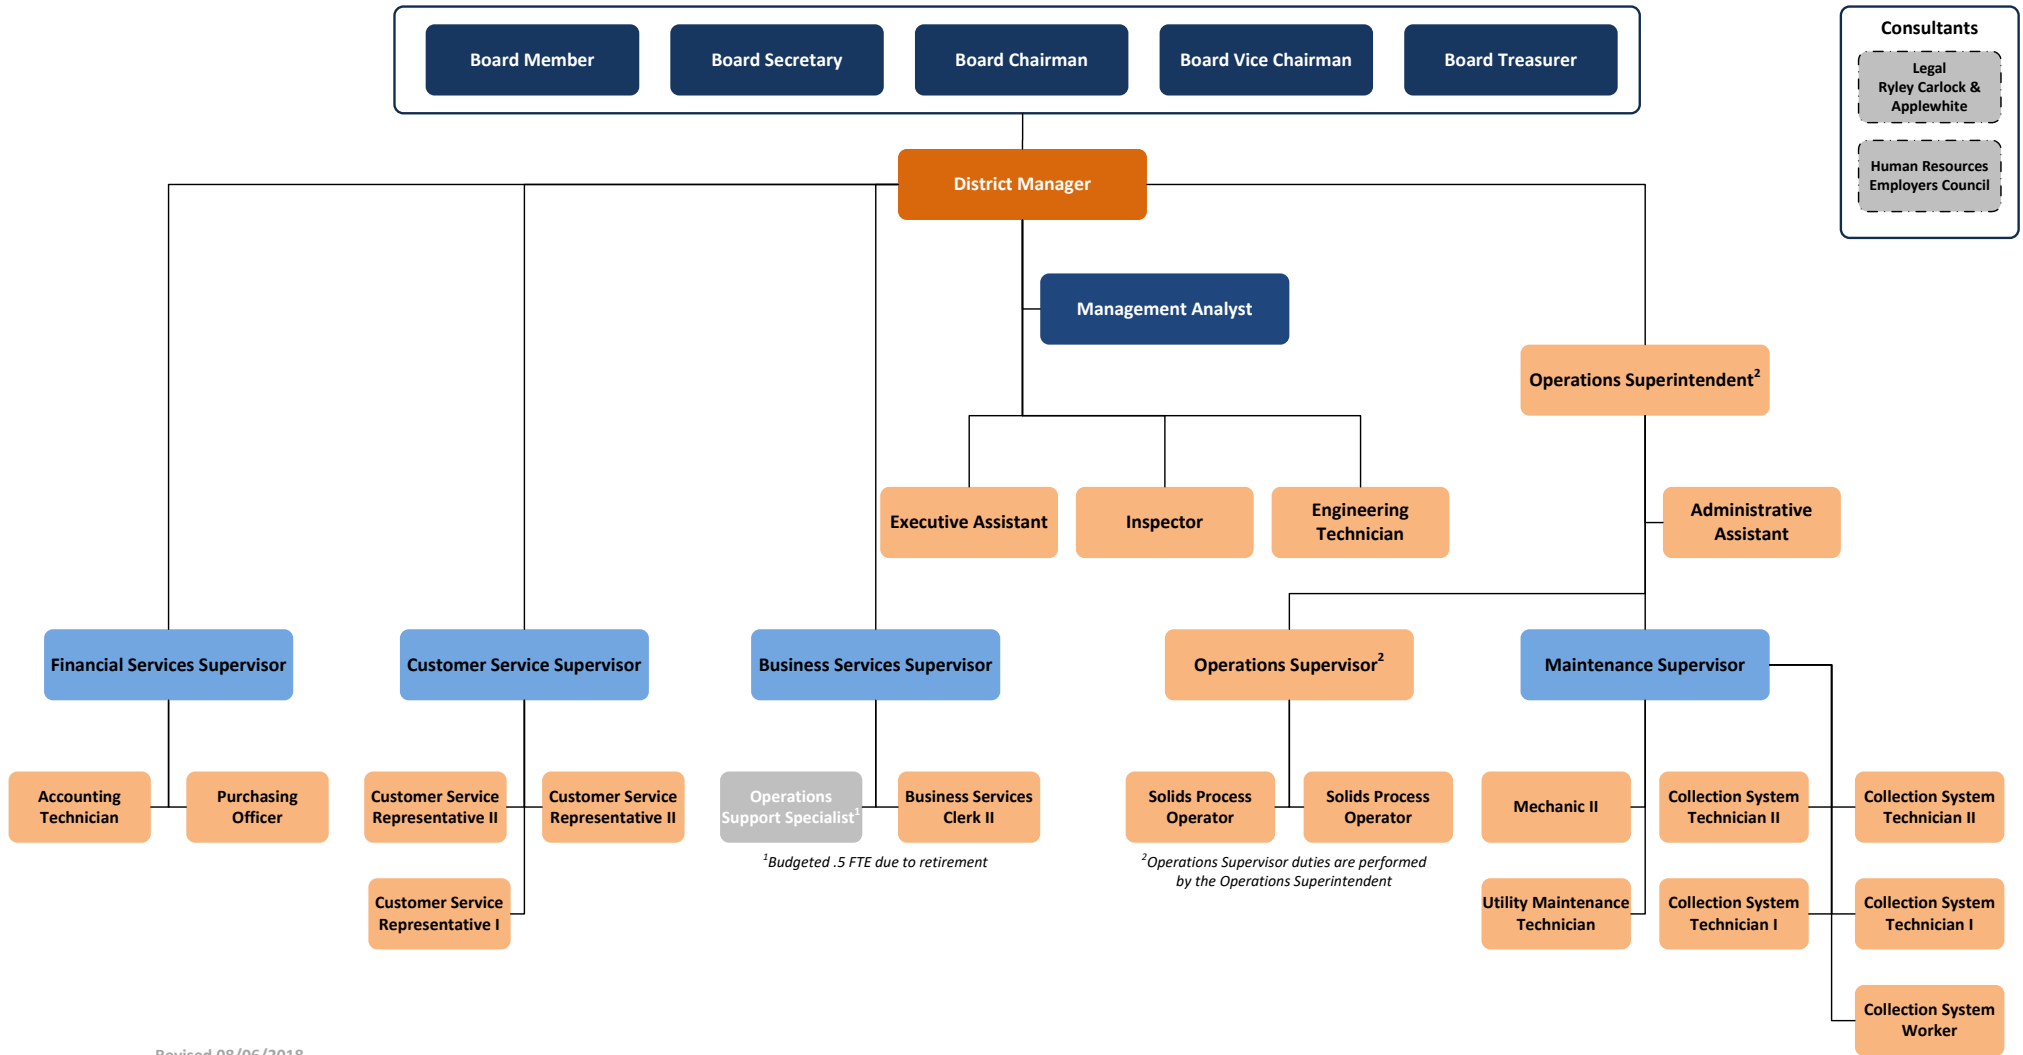 Board Member
Board Secretary
Board Chairman
Board Vice Chairman
Board Treasurer
Consultants
Legal
Ryley Carlock &
Applewhite
Human Resources
Employers Council
District Manager
Management Analyst
Operations Superintendent²
Executive Assistant
Inspector
Engineering
Technician
Administrative
Assistant
Financial Services Supervisor
Customer Service Supervisor
Business Services Supervisor
Operations Supervisor²
Maintenance Supervisor
Accounting
Technician
Purchasing
Officer
Customer Service
Representative II
Customer Service
Representative II
Operations
Support Specialist¹
Business Services
Clerk II
Solids Process
Operator
Solids Process
Operator
Mechanic II
Collection System
Technician II
Collection System
Technician II
¹Budgeted .5 FTE due to retirement
²Operations Supervisor duties are performed
by the Operations Superintendent
Customer Service
Representative I
Utility Maintenance
Technician
Collection System
Technician I
Collection System
Technician I
Collection System
Worker
Revised 08/06/2018